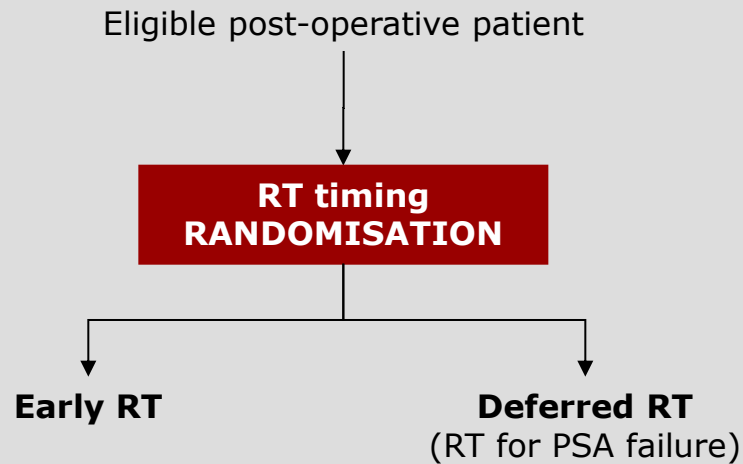 Eligible post-operative patient
RT timing
RANDOMISATION
Early RT
Deferred RT
(RT for PSA failure)